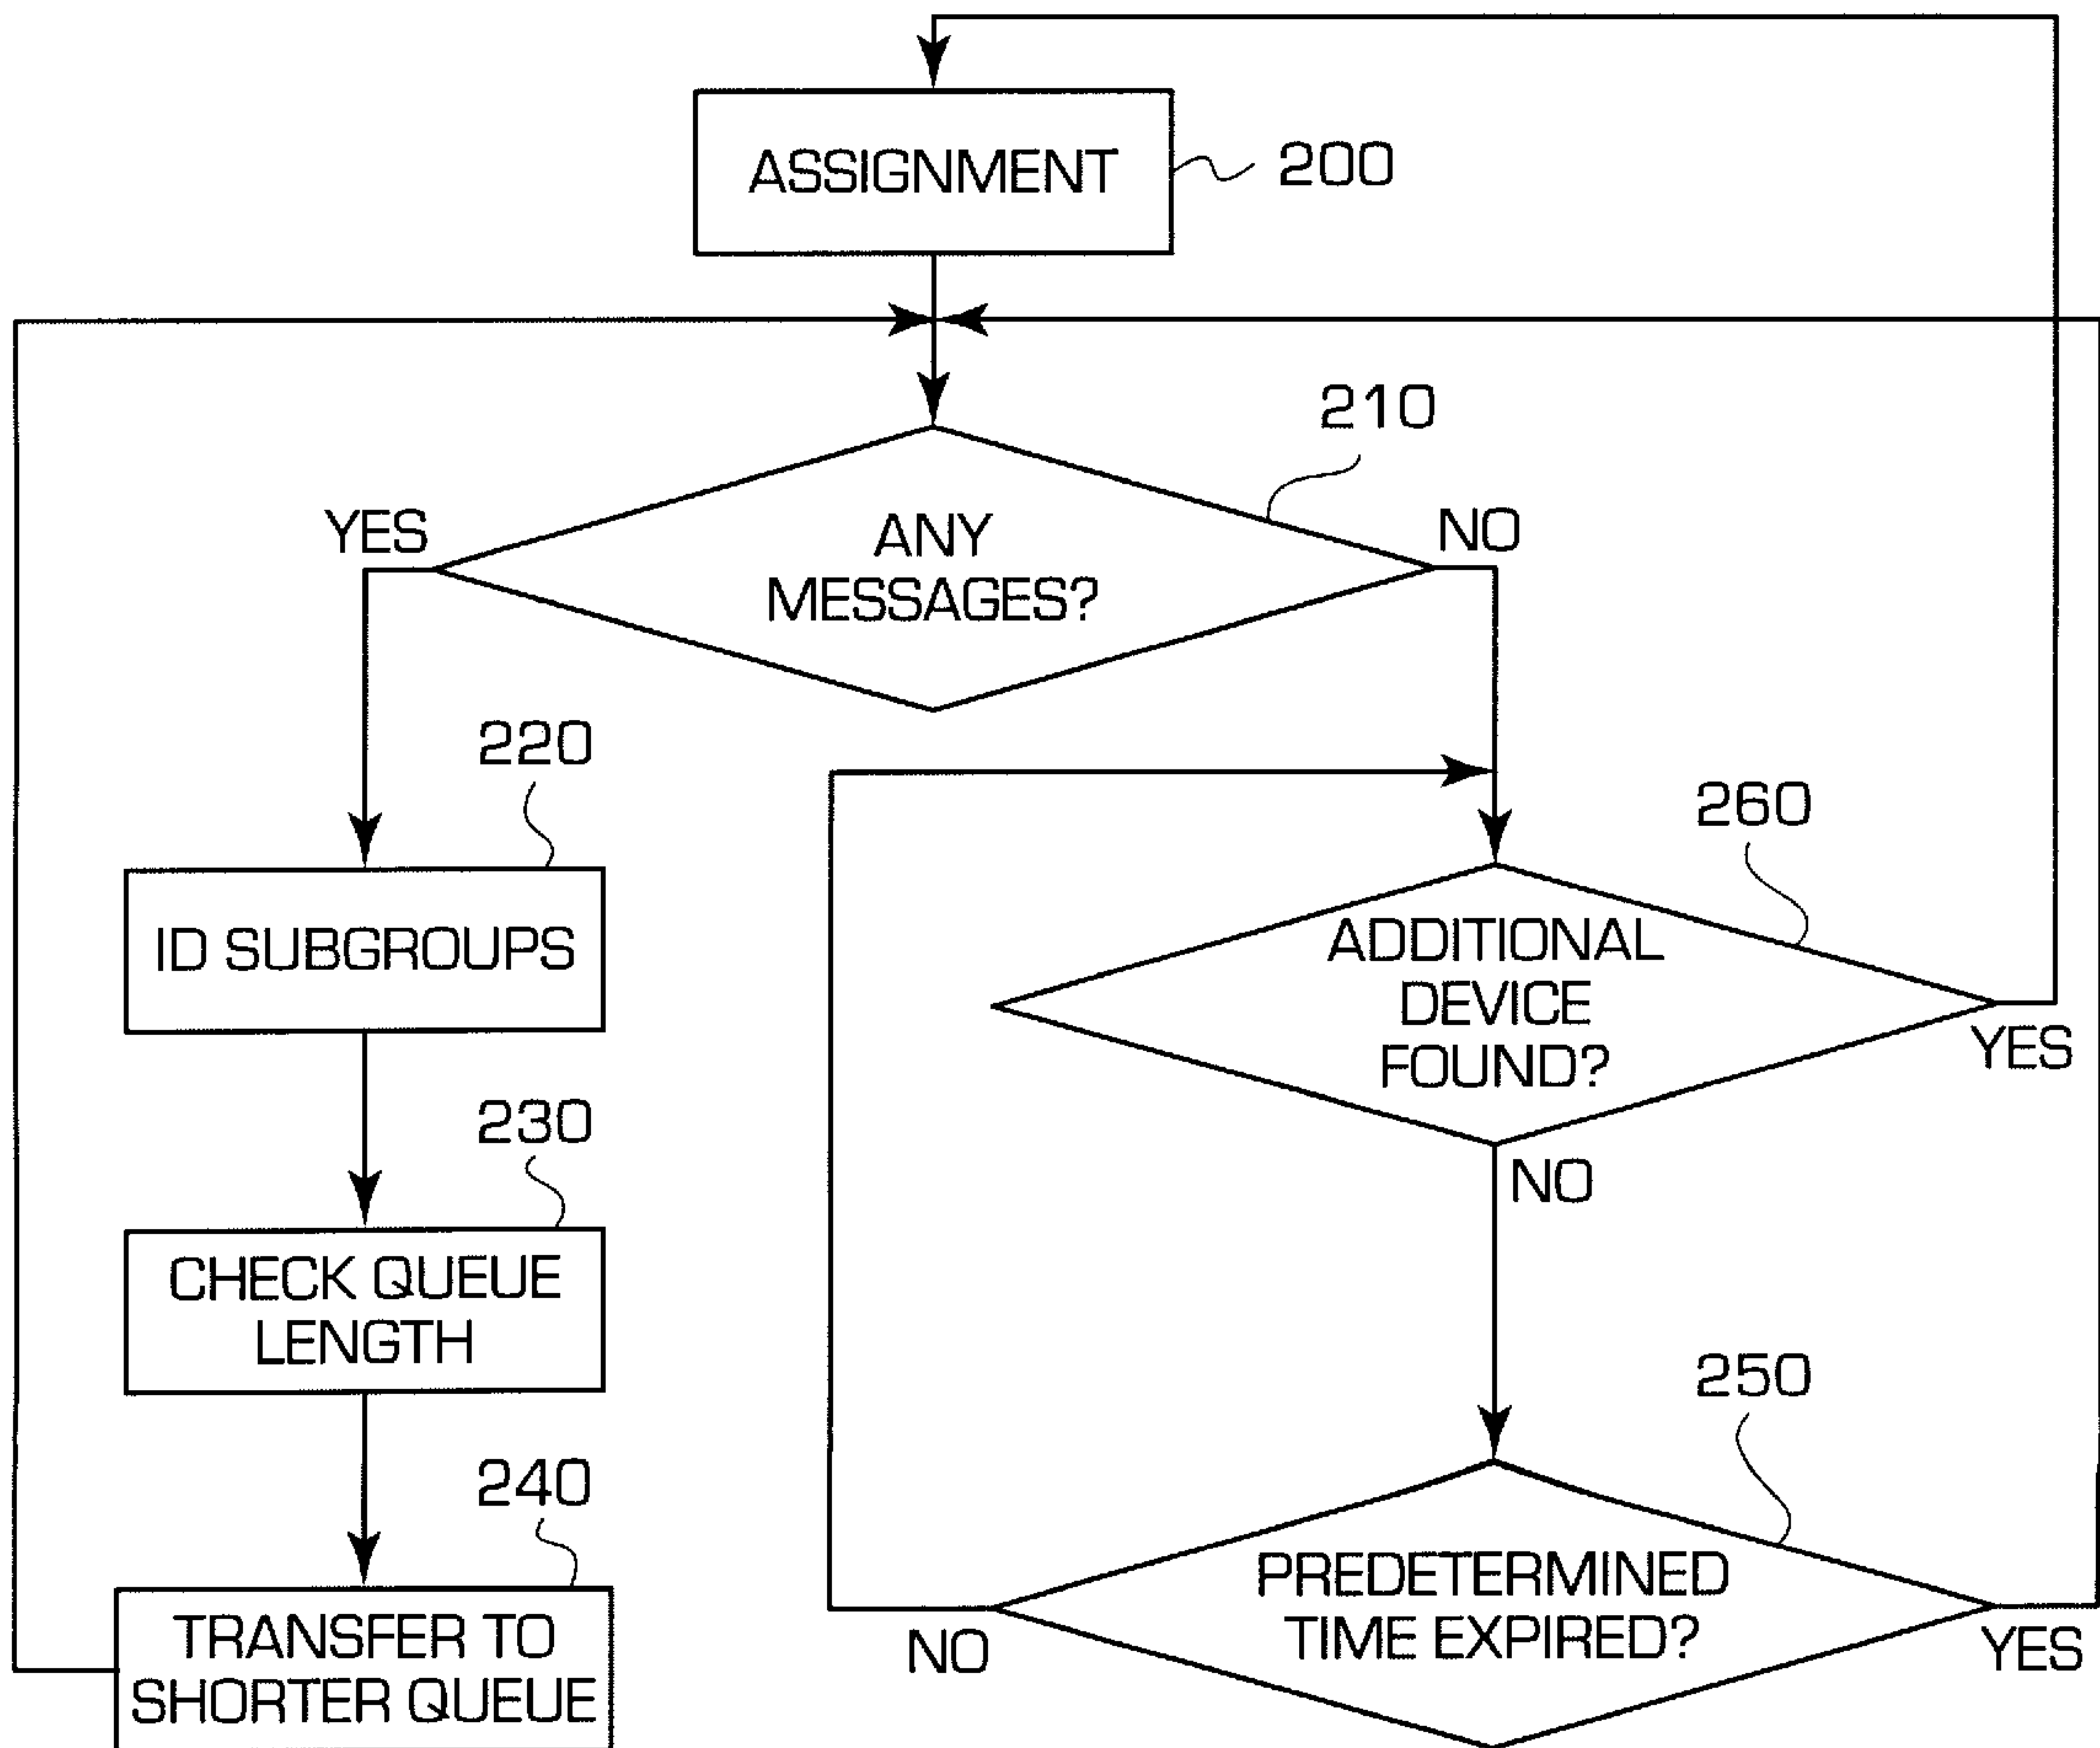 ASSIGNMENT
200
210
YES
ANY
MESSAGES?
NO
220
ID SUBGROUPS
260
ADDITIONAL
DEVICE
FOUND?
YES
NO
230
CHECK QUEUE
LENGTH
250
240
TRANSFER TO
SHORTER QUEUE
PREDETERMINED
TIME EXPIRED?
NO
YES